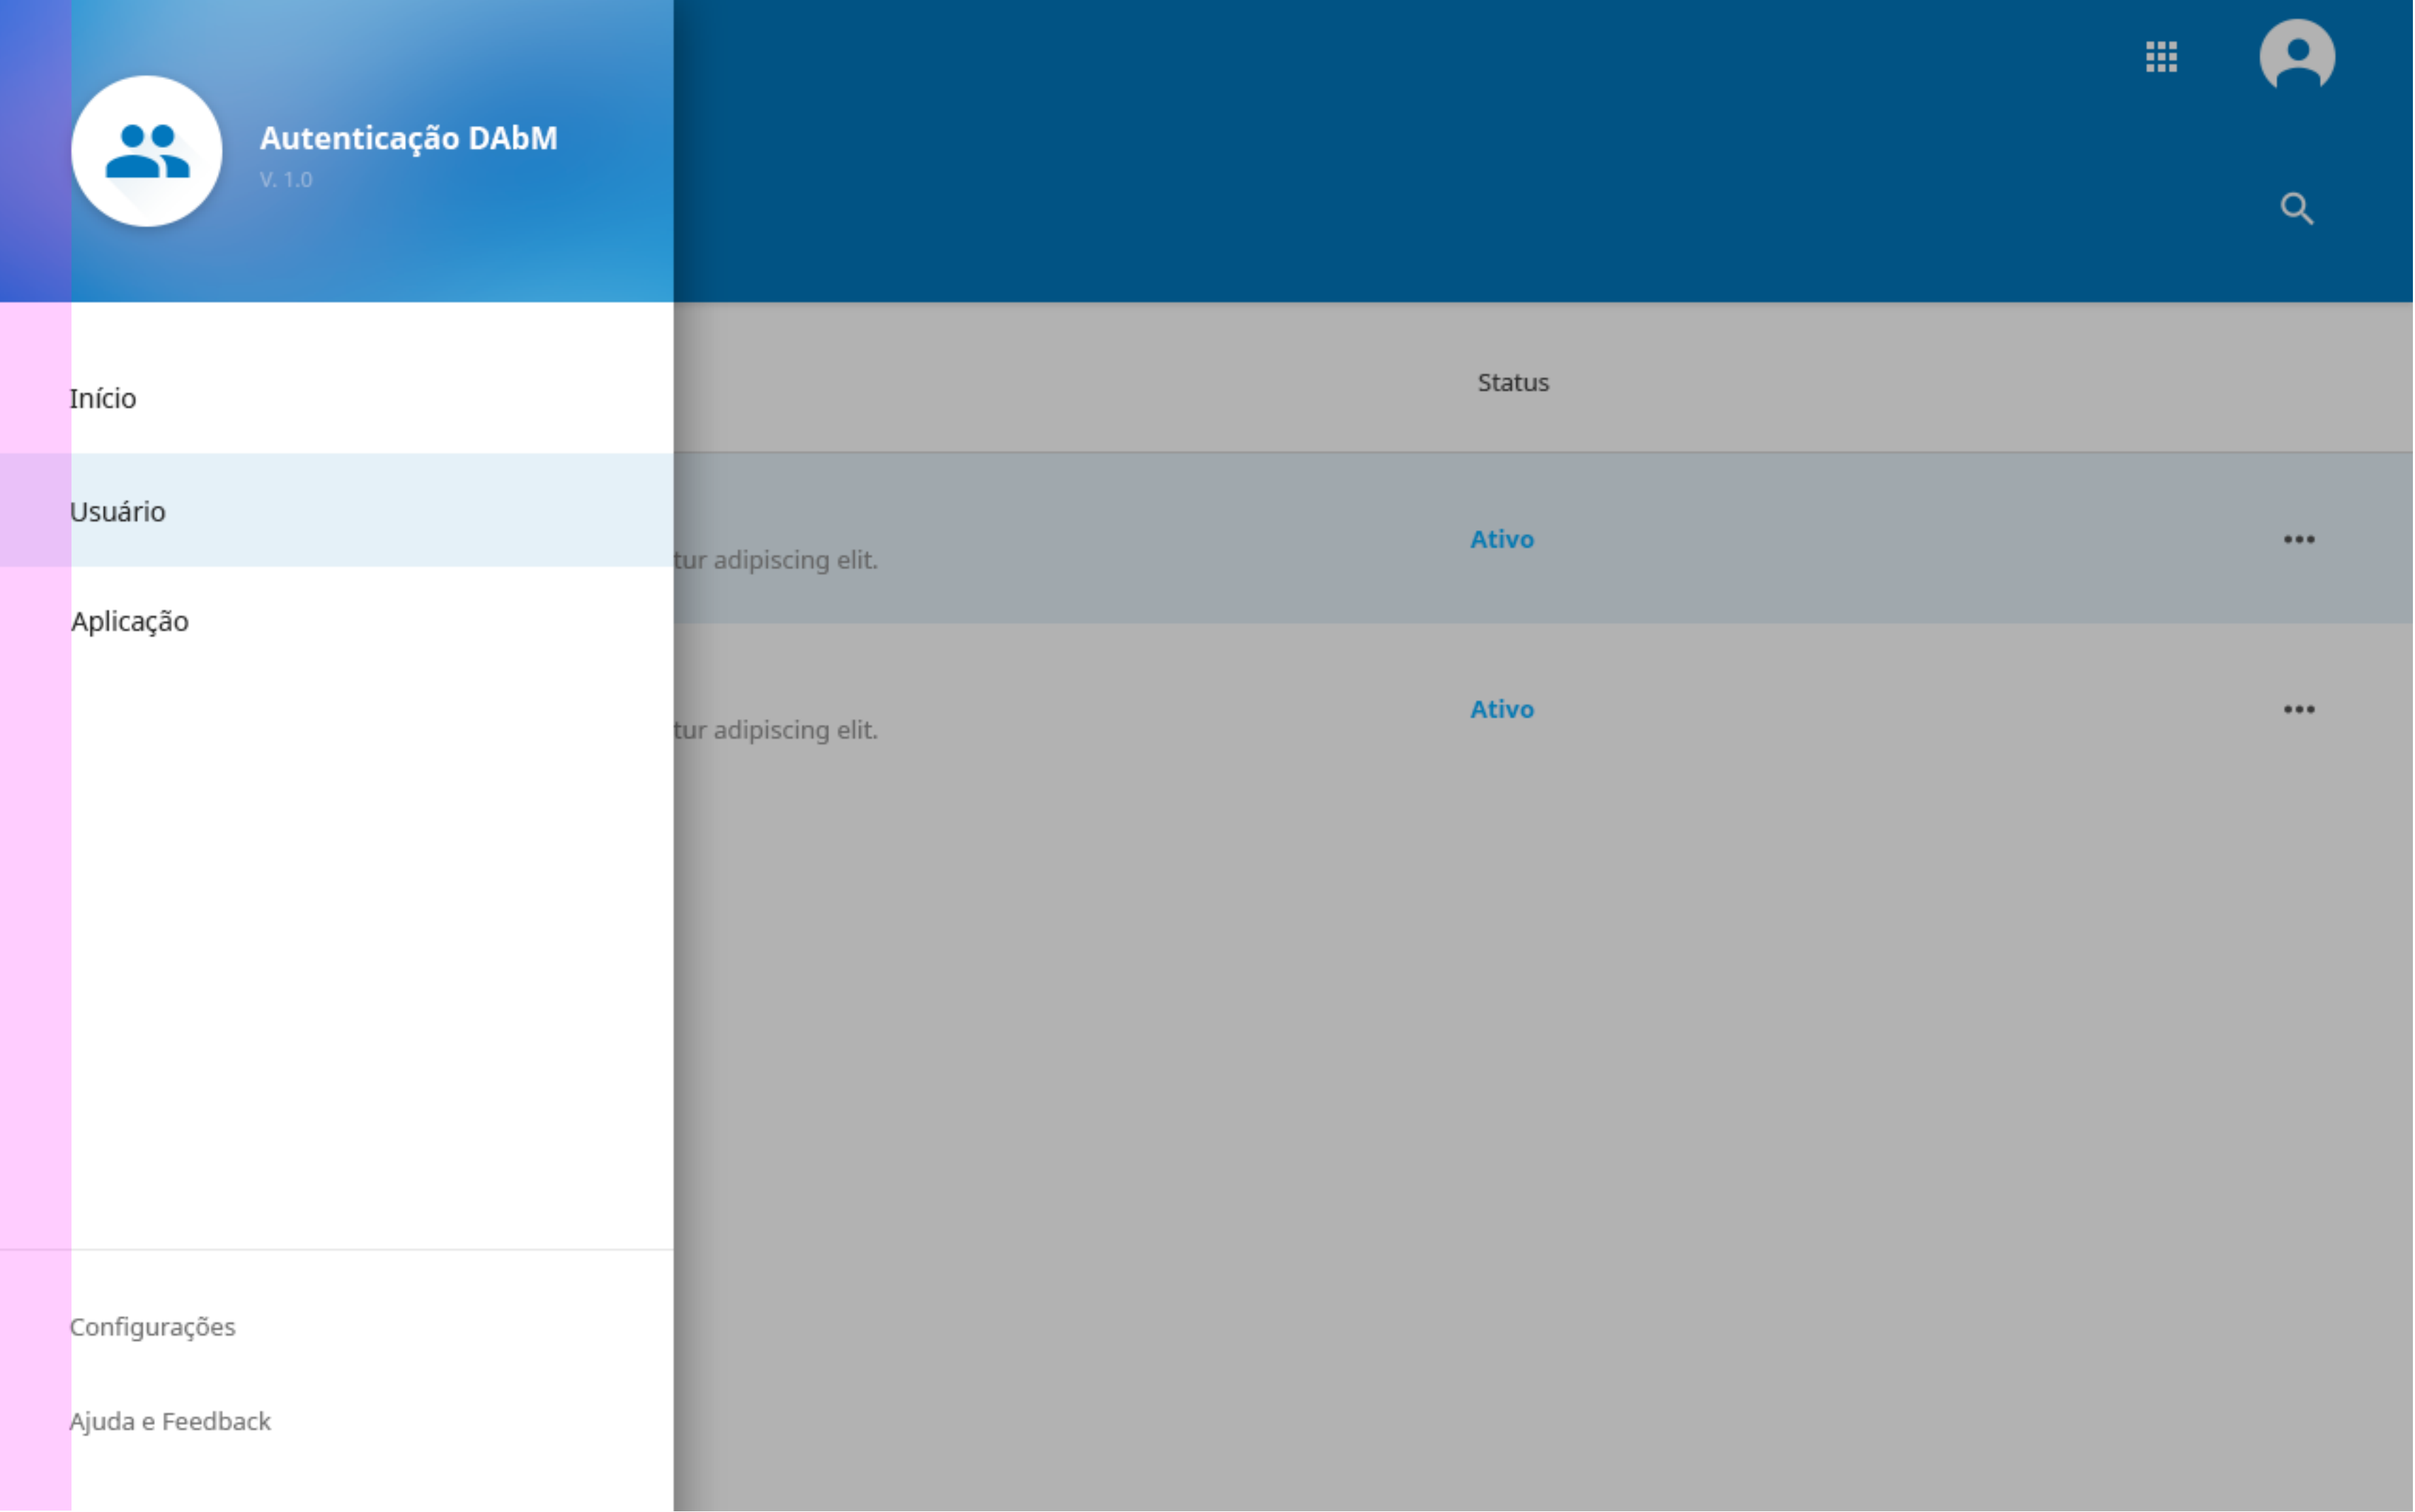 Autenticação DAbM
V. 1.0
Início
Usuário
Aplicação
Configurações
Ajuda e Feedback
Status
tur adipiscing elit.
Ativo
tur adipiscing elit.
Ativo